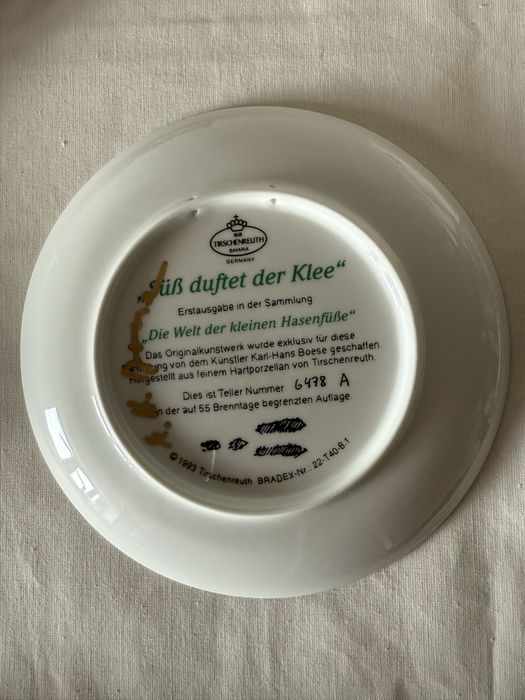 TIRSCHENREUTH
BAVARIA
GERMANY
„Süß duftet der Klee“
Erstausgabe in der Sammlung
„Die Welt der kleinen Hasenfüße“
Das Originalkunstwerk wurde exklusiv für diese
von dem Künstler Karl-Hans Boese geschaffen.
Hergestellt aus feinem Hartporzellan von Tirschenreuth.
Dies ist Teller Nummer 6478 A
in der auf 55 Brenntage begrenzten Auflage.
© 1993 Tirschenreuth BRADEX-Nr.: 22-T40-8.1